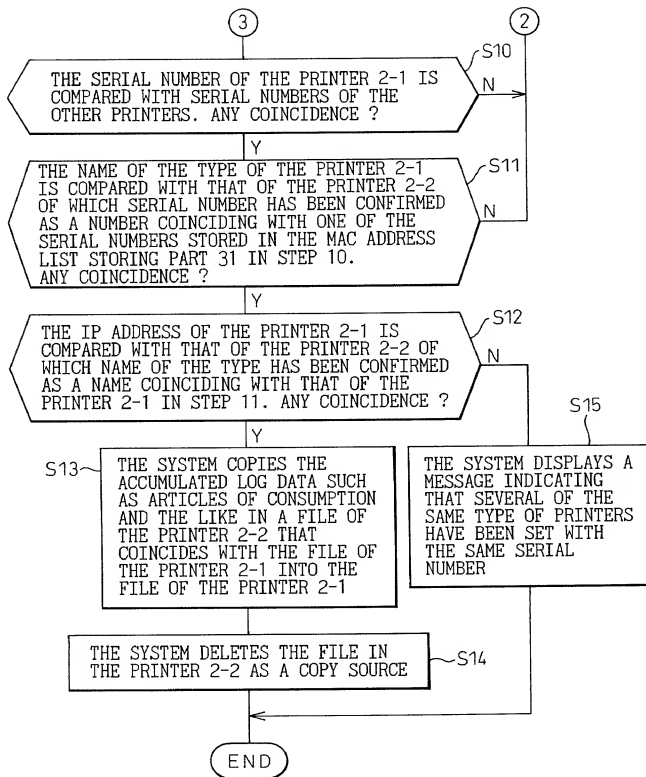 3
2
S10
THE SERIAL NUMBER OF THE PRINTER 2-1 IS
COMPARED WITH SERIAL NUMBERS OF THE
OTHER PRINTERS. ANY COINCIDENCE ?
N
Y
S11
THE NAME OF THE TYPE OF THE PRINTER 2-1
IS COMPARED WITH THAT OF THE PRINTER 2-2
OF WHICH SERIAL NUMBER HAS BEEN CONFIRMED
AS A NUMBER COINCIDING WITH ONE OF THE
SERIAL NUMBERS STORED IN THE MAC ADDRESS
LIST STORING PART 31 IN STEP 10.
ANY COINCIDENCE ?
N
Y
S12
THE IP ADDRESS OF THE PRINTER 2-1 IS
COMPARED WITH THAT OF THE PRINTER 2-2 OF
WHICH NAME OF THE TYPE HAS BEEN CONFIRMED
AS A NAME COINCIDING WITH THAT OF THE
PRINTER 2-1 IN STEP 11. ANY COINCIDENCE ?
N
Y
S13
THE SYSTEM COPIES THE
ACCUMULATED LOG DATA SUCH
AS ARTICLES OF CONSUMPTION
AND THE LIKE IN A FILE OF
THE PRINTER 2-2 THAT
COINCIDES WITH THE FILE OF
THE PRINTER 2-1 INTO THE
FILE OF THE PRINTER 2-1
S15
THE SYSTEM DISPLAYS A
MESSAGE INDICATING
THAT SEVERAL OF THE
SAME TYPE OF PRINTERS
HAVE BEEN SET WITH
THE SAME SERIAL
NUMBER
THE SYSTEM DELETES THE FILE IN
THE PRINTER 2-2 AS A COPY SOURCE
S14
END